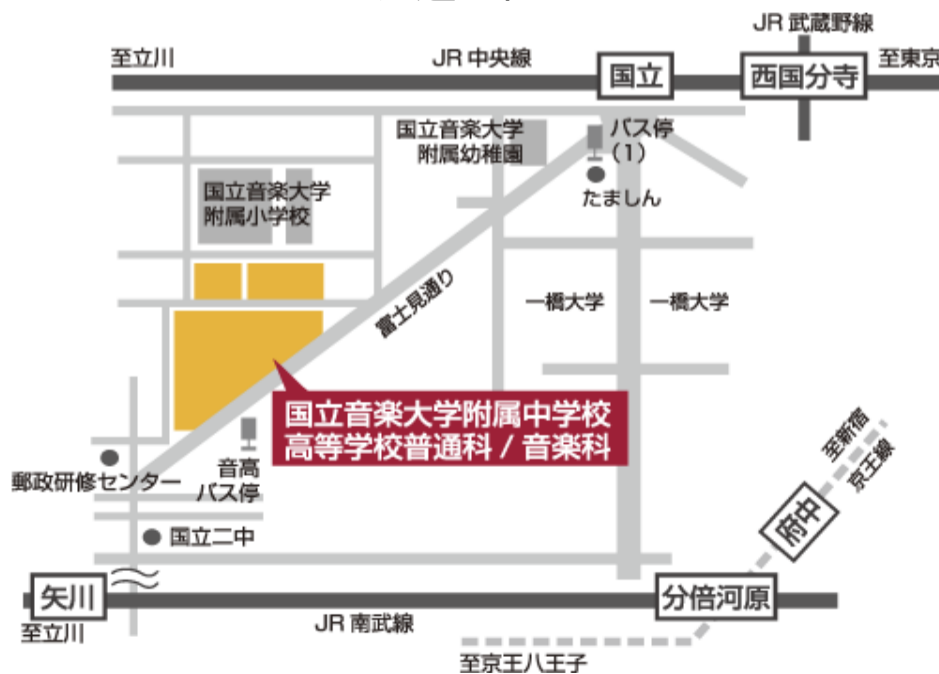 JR 武蔵野線
至立川
JR 中央線
国立
西国分寺
至東京
国立音楽大学
附属幼稚園
バス停
(1)
たましん
国立音楽大学
附属小学校
富士見通り
一橋大学
一橋大学
国立音楽大学附属中学校
高等学校普通科 / 音楽科
音高
バス停
郵政研修センター
国立二中
至新宿
京王線
府中
矢川
分倍河原
至立川
JR 南武線
至京王八王子